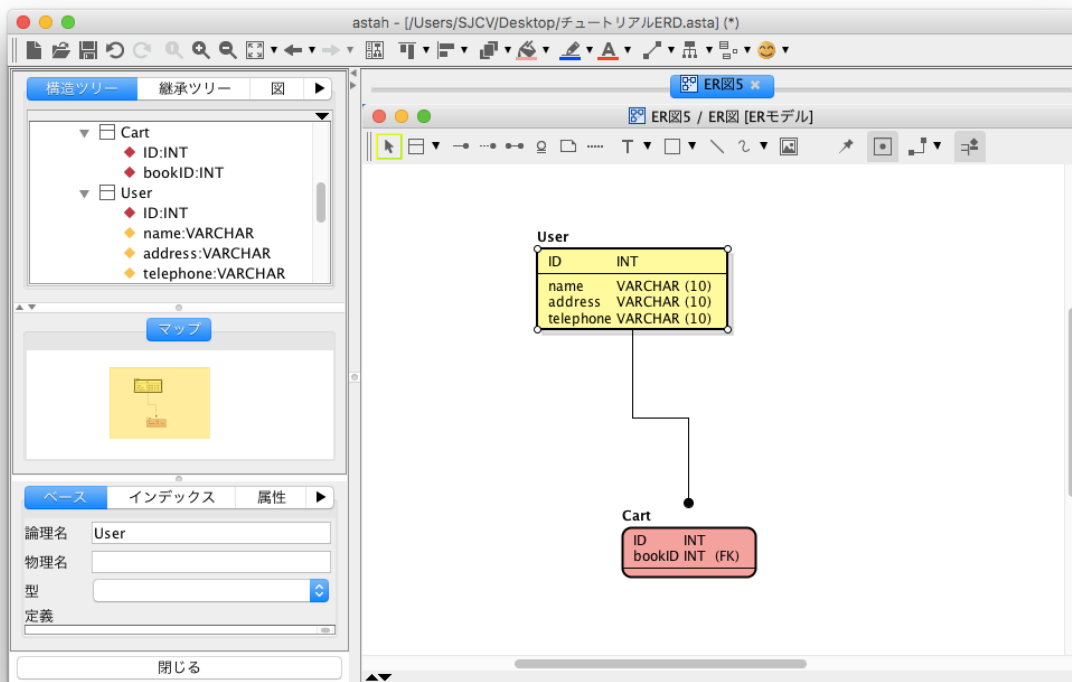 astah - [/Users/SJCV/Desktop/チュートリアルERD.asta] (*)
構造ツリー 継承ツリー 図
Cart
ID:INT
bookID:INT
User
ID:INT
name:VARCHAR
address:VARCHAR
telephone:VARCHAR
マップ
ベース インデックス 属性
論理名 User
物理名
型
定義
閉じる
ER図5
ER図5 / ER図 [ERモデル]
User
ID INT
name VARCHAR (10)
address VARCHAR (10)
telephone VARCHAR (10)
Cart
ID INT
bookID INT (FK)